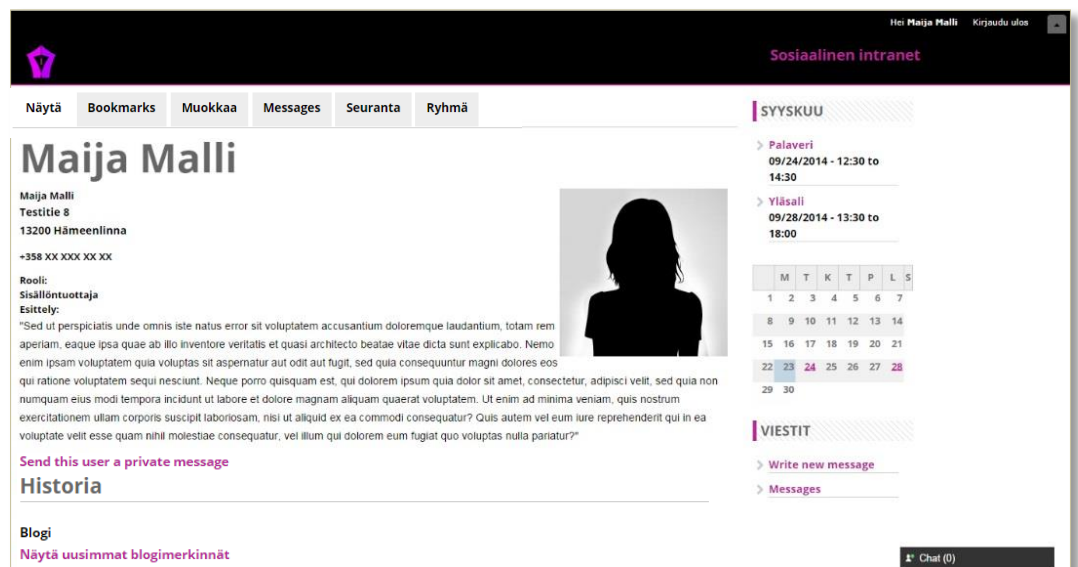 Hei Maija Malli Kirjaudu ulos
Sosiaalinen intranet
Näytä Bookmarks Muokkaa Messages Seuranta Ryhmä
Maija Malli
Maija Malli
Testitie 8
13200 Hämeenlinna
+358 XX XXX XX XX
Rooli:
Sisällöntuottaja
Esittely:
"Sed ut perspiciatis unde omnis iste natus error sit voluptatem accusantium doloremque laudantium, totam rem
aperiam, eaque ipsa quae ab illo inventore veritatis et quasi architecto beatae vitae dicta sunt explicabo. Nemo
enim ipsam voluptatem quia voluptas sit aspernatur aut odit aut fugit, sed quia consequuntur magni dolores eos
qui ratione voluptatem sequi nesciunt. Neque porro quisquam est, qui dolorem ipsum quia dolor sit amet, consectetur, adipisci velit, sed quia non
numquam eius modi tempora incidunt ut labore et dolore magnam aliquam quaerat voluptatem. Ut enim ad minima veniam, quis nostrum
exercitationem ullam corporis suscipit laboriosam, nisi ut aliquid ex ea commodi consequatur? Quis autem vel eum iure reprehenderit qui in ea
voluptate velit esse quam nihil molestiae consequatur, vel illum qui dolorem eum fugiat quo voluptas nulla pariatur?"
Send this user a private message
Historia
Blogi
Näytä uusimmat blogimerkinnät
SYYSKUU
Palaveri
09/24/2014 - 12:30 to
14:30
Yläsali
09/28/2014 - 13:30 to
18:00
M T K T P L S
1 2 3 4 5 6 7
8 9 10 11 12 13 14
15 16 17 18 19 20 21
22 23 24 25 26 27 28
29 30
VIESTIT
Write new message
Messages
Chat (0)